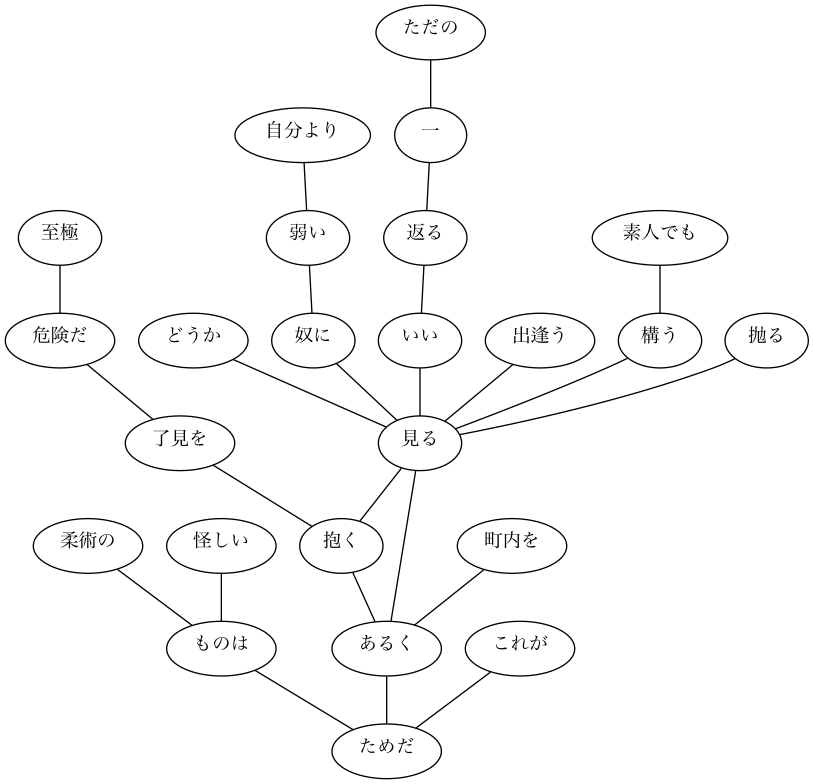 ただの
自分より
一
至極
弱い
返る
素人でも
危険だ
どうか
奴に
いい
出逢う
構う
抛る
了見を
見る
柔術の
怪しい
抱く
町内を
ものは
あるく
これが
ためだ